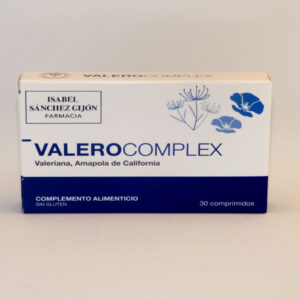 VALEROCOMPLEX
ISABEL
SÁNCHEZ GIJÓN
FARMACIA
VALEROCOMPLEX
Valeriana, Amapola de California
COMPLEMENTO ALIMENTICIO
SIN GLUTEN
30 comprimidos